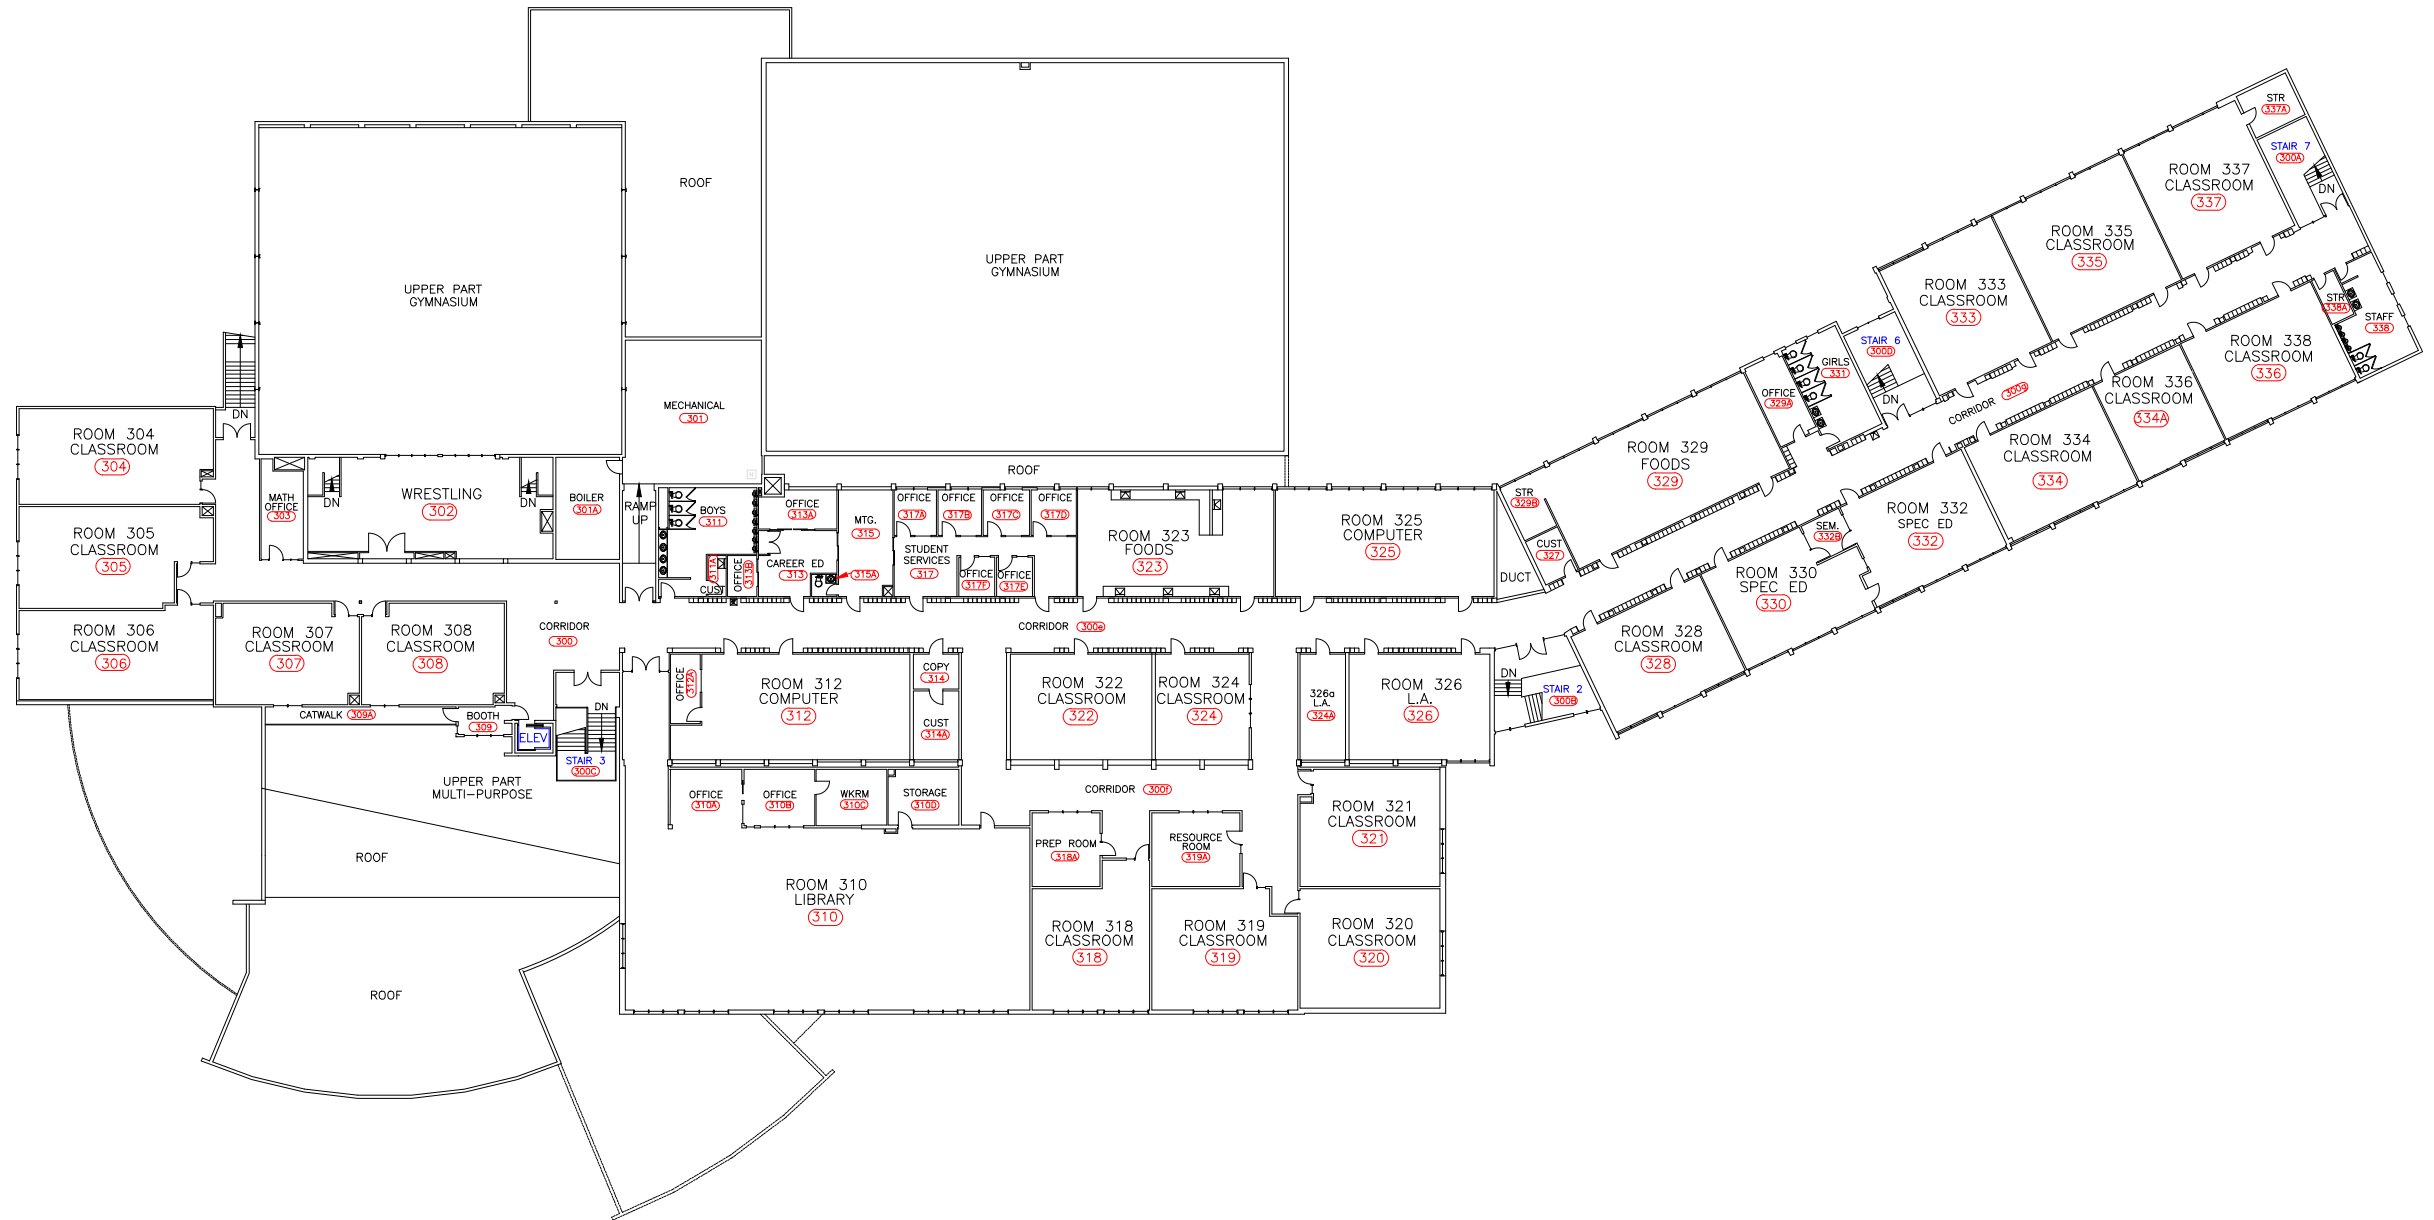 ROOF
UPPER PART
GYMNASIUM
UPPER PART
GYMNASIUM
MECHANICAL
301
ROOF
DN
ROOM 304
CLASSROOM
304
ROOM 305
CLASSROOM
305
ROOM 306
CLASSROOM
306
MATH
OFFICE
303
DN
WRESTLING
302
DN
BOILER
301A
RAMP
UP
BOYS
311
311A
CUST
OFFICE
313B
OFFICE
313A
CAREER ED
313
MTG.
315
315A
OFFICE
317A
OFFICE
317B
OFFICE
317C
OFFICE
317D
STUDENT
SERVICES
317
OFFICE
317F
OFFICE
317E
ROOM 323
FOODS
323
ROOM 325
COMPUTER
325
ROOM 307
CLASSROOM
307
ROOM 308
CLASSROOM
308
CORRIDOR
300
CORRIDOR
300e
CATWALK
309A
BOOTH
309
ELEV
DN
STAIR 3
300C
UPPER PART
MULTI-PURPOSE
ROOF
ROOF
OFFICE
312A
ROOM 312
COMPUTER
312
COPY
314
CUST
314A
ROOM 322
CLASSROOM
322
ROOM 324
CLASSROOM
324
326a
L.A.
324A
ROOM 326
L.A.
326
OFFICE
310A
OFFICE
310B
WKRM
310C
STORAGE
310D
ROOM 310
LIBRARY
310
CORRIDOR
300f
PREP ROOM
318A
RESOURCE
ROOM
319A
ROOM 318
CLASSROOM
318
ROOM 319
CLASSROOM
319
ROOM 321
CLASSROOM
321
ROOM 320
CLASSROOM
320
DN
STAIR 2
300B
DUCT
STR
329B
CUST
327
ROOM 329
FOODS
329
OFFICE
329A
GIRLS
331
STAIR 6
300D
DN
ROOM 333
CLASSROOM
333
ROOM 335
CLASSROOM
335
ROOM 337
CLASSROOM
337
STR
337A
STAIR 7
300A
DN
CORRIDOR
300g
ROOM 328
CLASSROOM
328
ROOM 330
SPEC ED
330
SEM.
332B
ROOM 332
SPEC ED
332
ROOM 334
CLASSROOM
334
ROOM 336
CLASSROOM
334A
ROOM 338
CLASSROOM
336
STR
338A
STAFF
338